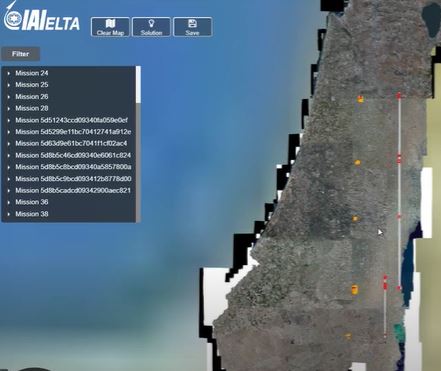 IAI ELTA
Clear Map
Solution
Save
Filter
Mission 24
Mission 25
Mission 26
Mission 28
Mission 5d51243ccd09340fa059e0ef
Mission 5d5299e11bc70412741a912e
Mission 5d63d9e61bc7041f1cf02ac4
Mission 5d8b5c46cd09340e6061c824
Mission 5d8b5c8bcd09340a5857800a
Mission 5d8b5c9bcd093412b8778d00
Mission 5d8b5cadcd09342900aec821
Mission 36
Mission 38